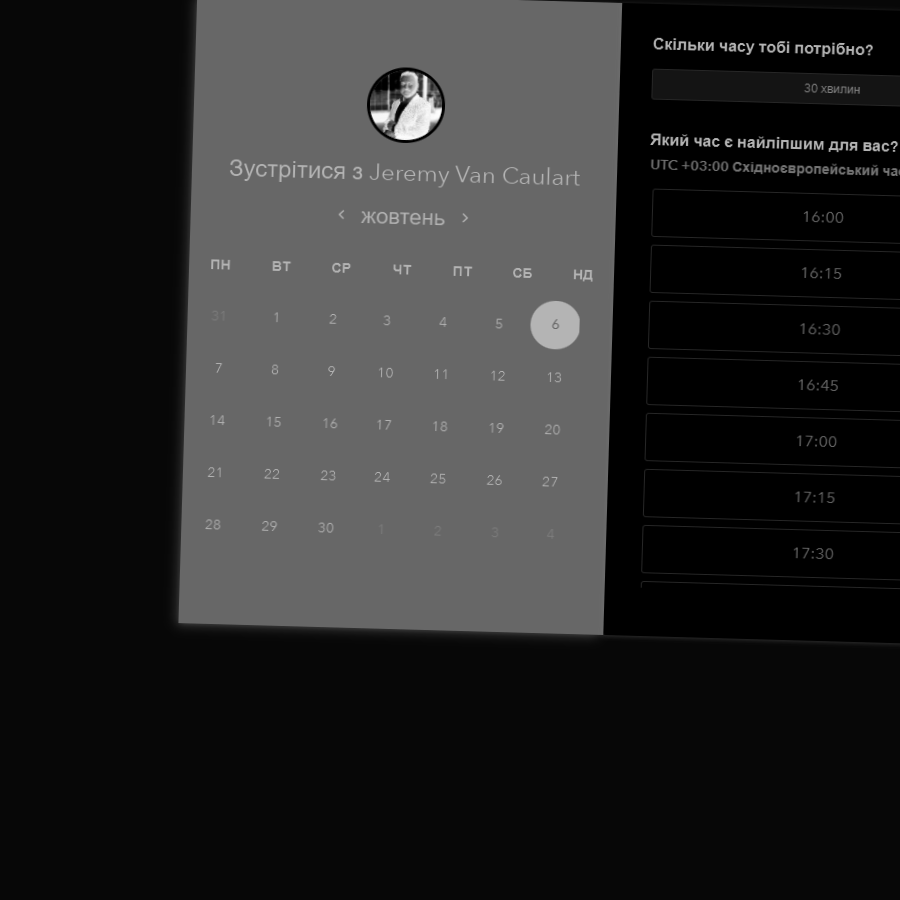 Зустрітися з Jeremy Van Caulart
жовтень
ПН ВТ СР ЧТ ПТ СБ НД
31 1 2 3 4 5 6
7 8 9 10 11 12 13
14 15 16 17 18 19 20
21 22 23 24 25 26 27
28 29 30 1 2 3 4
Скільки часу тобі потрібно?
30 хвилин
Який час є найліпшим для вас?
UTC +03:00 Східноєвропейський
16:00
16:15
16:30
16:45
17:00
17:15
17:30